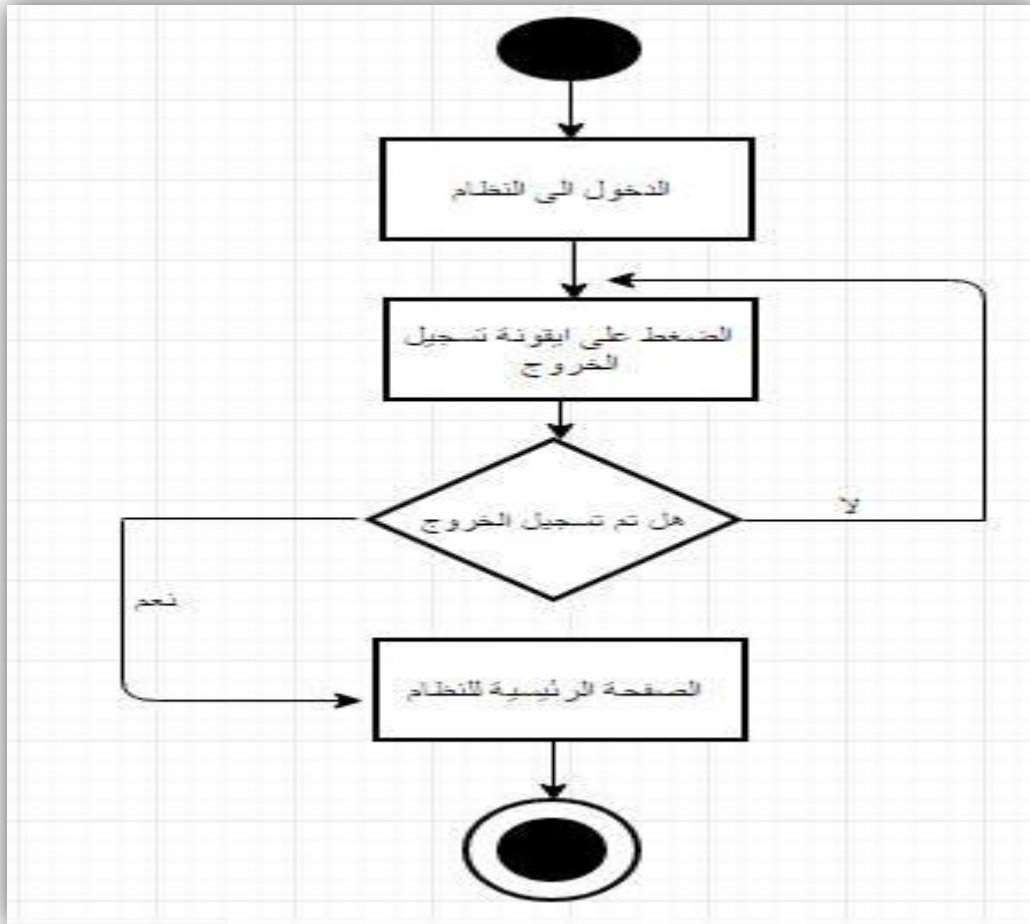 الدخول الى النظام
الضغط على ايقونة تسجيل
الخروج
هل تم تسجيل الخروج
لا
نعم
الصفحة الرئيسية للنظام